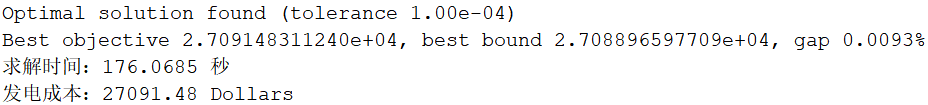 Optimal solution found (tolerance 1.00e-04)
Best objective 2.709148311240e+04, best bound 2.708896597709e+04, gap 0.0093%
求解时间：176.0685 秒
发电成本：27091.48 Dollars